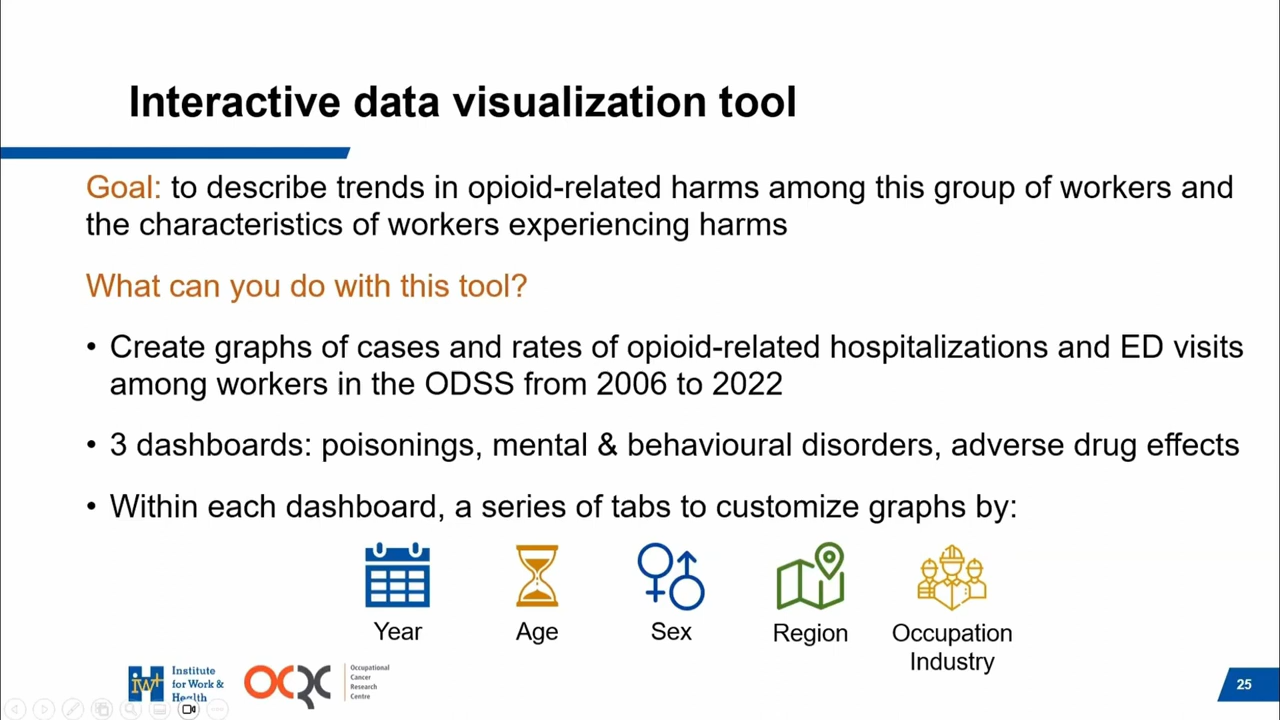 Interactive data visualization tool
Goal: to describe trends in opioid-related harms among this group of workers and
the characteristics of workers experiencing harms
What can you do with this tool?
• Create graphs of cases and rates of opioid-related hospitalizations and ED visits
among workers in the ODSS from 2006 to 2022
• 3 dashboards: poisonings, mental & behavioural disorders, adverse drug effects
• Within each dashboard, a series of tabs to customize graphs by:
Year
Age
Sex
Region
Occupation
Industry
iw+
Institute
for Work &
Health
OCRC
Occupational
Cancer
Research
Centre
25